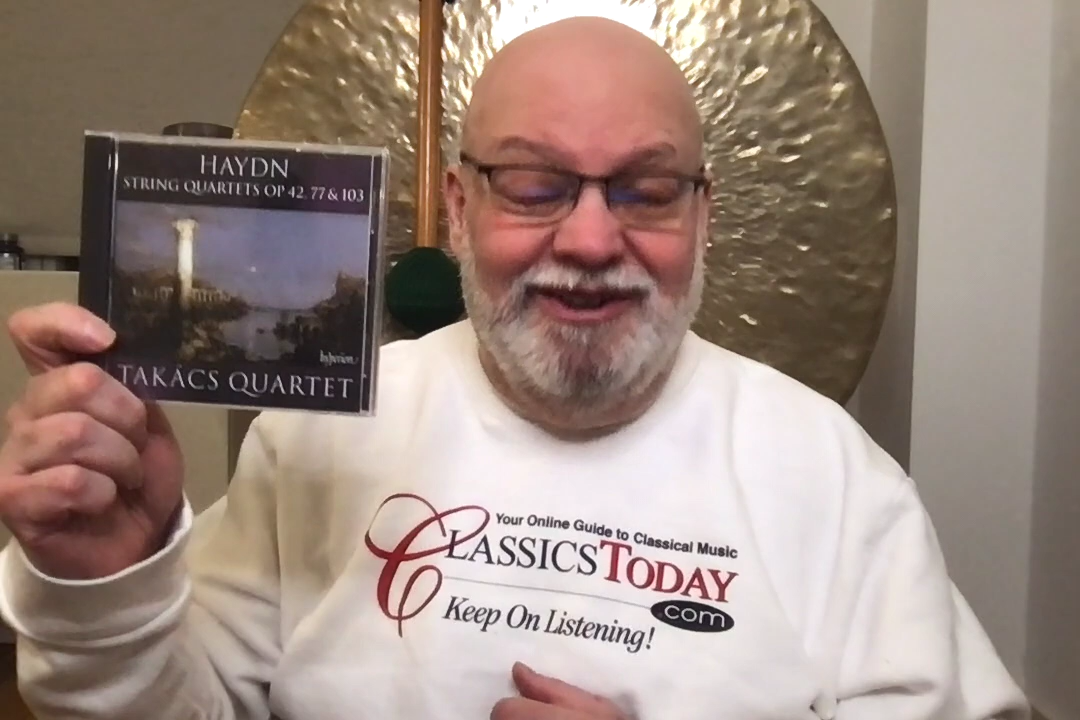 HAYDN
STRING QUARTETS OP 42, 77 & 103
hyperion
TAKÁCS QUARTET
Your Online Guide to Classical Music
CLASSICSTODAY
.com
Keep On Listening!